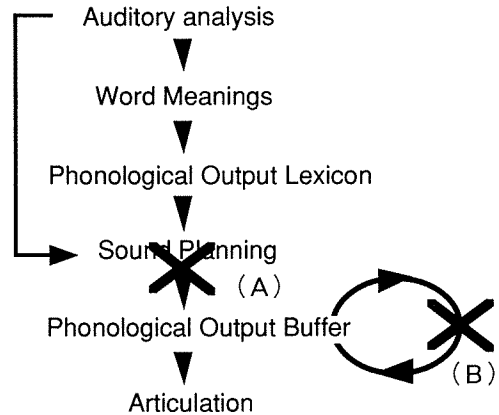 Auditory analysis
Word Meanings
Phonological Output Lexicon
Sound Planning
(A)
Phonological Output Buffer
(B)
Articulation